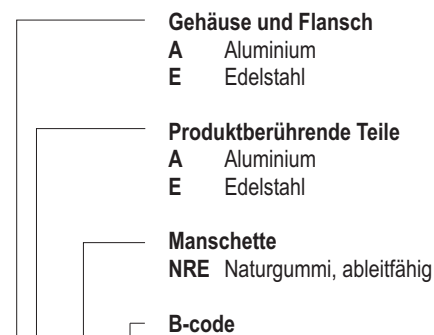 Gehäuse und Flansch
A Aluminium
E Edelstahl
Produktberührende Teile
A Aluminium
E Edelstahl
Manschette
NRE Naturgummi, ableitfähig
B-code